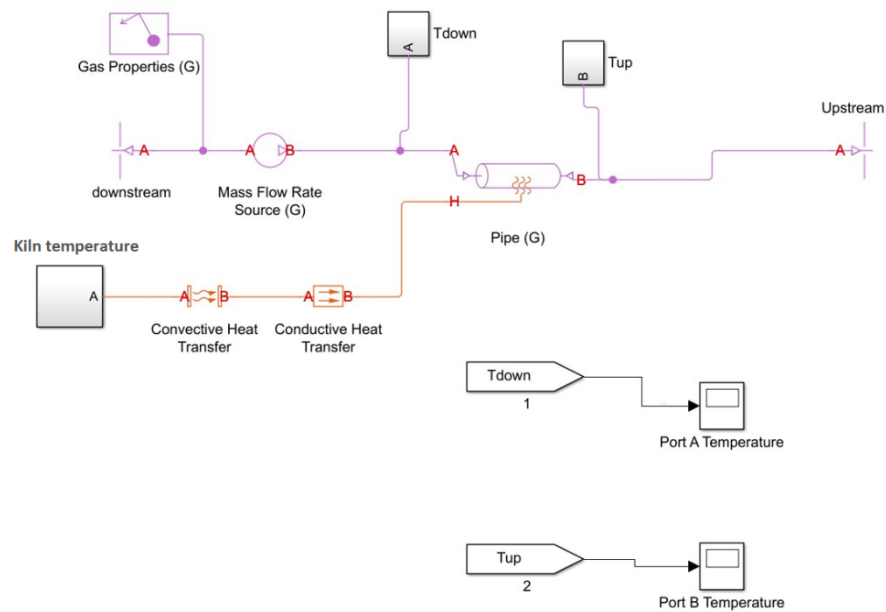 Tdown
A
Gas Properties (G)
Tup
B
Upstream
A
A
B
A
A
downstream
Mass Flow Rate
Source (G)
B
H
Pipe (G)
Kiln temperature
A
A
B
A
B
Convective Heat
Transfer
Conductive Heat
Transfer
Tdown
1
Port A Temperature
Tup
2
Port B Temperature